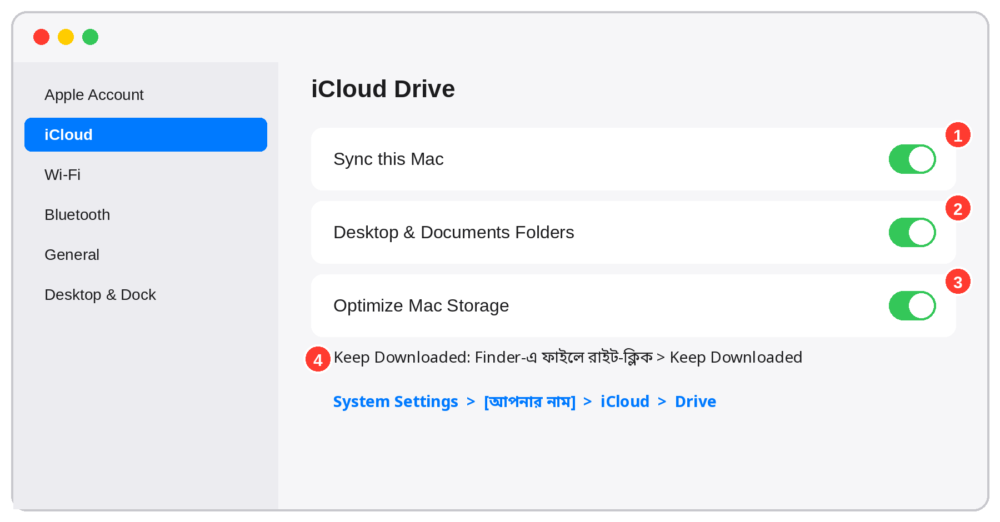 Apple Account
iCloud
Wi-Fi
Bluetooth
General
Desktop & Dock
iCloud Drive
Sync this Mac
1
Desktop & Documents Folders
2
Optimize Mac Storage
3
4 Keep Downloaded: Finder-এ ফাইলে রাইট-ক্লিক > Keep Downloaded
System Settings > [আপনার নাম] > iCloud > Drive